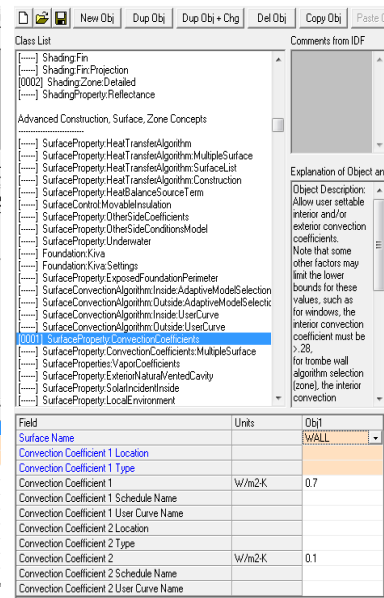 New Obj Dup Obj Dup Obj + Chg Del Obj Copy Obj Paste
Class List
Comments from IDF
[------] Shading:Fin
[------] Shading:Fin:Projection
[0002] Shading:Zone:Detailed
[------] ShadingProperty:Reflectance
Advanced Construction, Surface, Zone Concepts
-------------------------
[------] SurfaceProperty:HeatTransferAlgorithm
[------] SurfaceProperty:HeatTransferAlgorithm:MultipleSurface
[------] SurfaceProperty:HeatTransferAlgorithm:SurfaceList
[------] SurfaceProperty:HeatTransferAlgorithm:Construction
[------] SurfaceProperty:HeatBalanceSourceTerm
[------] SurfaceControl:MovableInsulation
[------] SurfaceProperty:OtherSideCoefficients
[------] SurfaceProperty:OtherSideConditionsModel
[------] SurfaceProperty:Underwater
[------] Foundation:Kiva
[------] Foundation:Kiva:Settings
[------] SurfaceProperty:ExposedFoundationPerimeter
[------] SurfaceConvectionAlgorithm:Inside:AdaptiveModelSelection
[------] SurfaceConvectionAlgorithm:Outside:AdaptiveModelSelectic
[------] SurfaceConvectionAlgorithm:Inside:UserCurve
[------] SurfaceConvectionAlgorithm:Outside:UserCurve
[0001] SurfaceProperty:ConvectionCoefficients
[------] SurfaceProperty:ConvectionCoefficients:MultipleSurface
[------] SurfaceProperties:VaporCoefficients
[------] SurfaceProperty:ExteriorNaturalVentedCavity
[------] SurfaceProperty:SolarIncidentInside
[------] SurfaceProperty:LocalEnvironment
Explanation of Object an
Object Description:
Allow user settable
interior and/or
exterior convection
coefficients.
Note that some
other factors may
limit the lower
bounds for these
values, such as
for windows, the
interior convection
coefficient must be
>.28,
for trombe wall
algorithm selection
(zone), the interior
convection
Field Units Obj1
Surface Name WALL
Convection Coefficient 1 Location
Convection Coefficient 1 Type
Convection Coefficient 1 W/m2-K 0.7
Convection Coefficient 1 Schedule Name
Convection Coefficient 1 User Curve Name
Convection Coefficient 2 Location
Convection Coefficient 2 Type
Convection Coefficient 2 W/m2-K 0.1
Convection Coefficient 2 Schedule Name
Convection Coefficient 2 User Curve Name